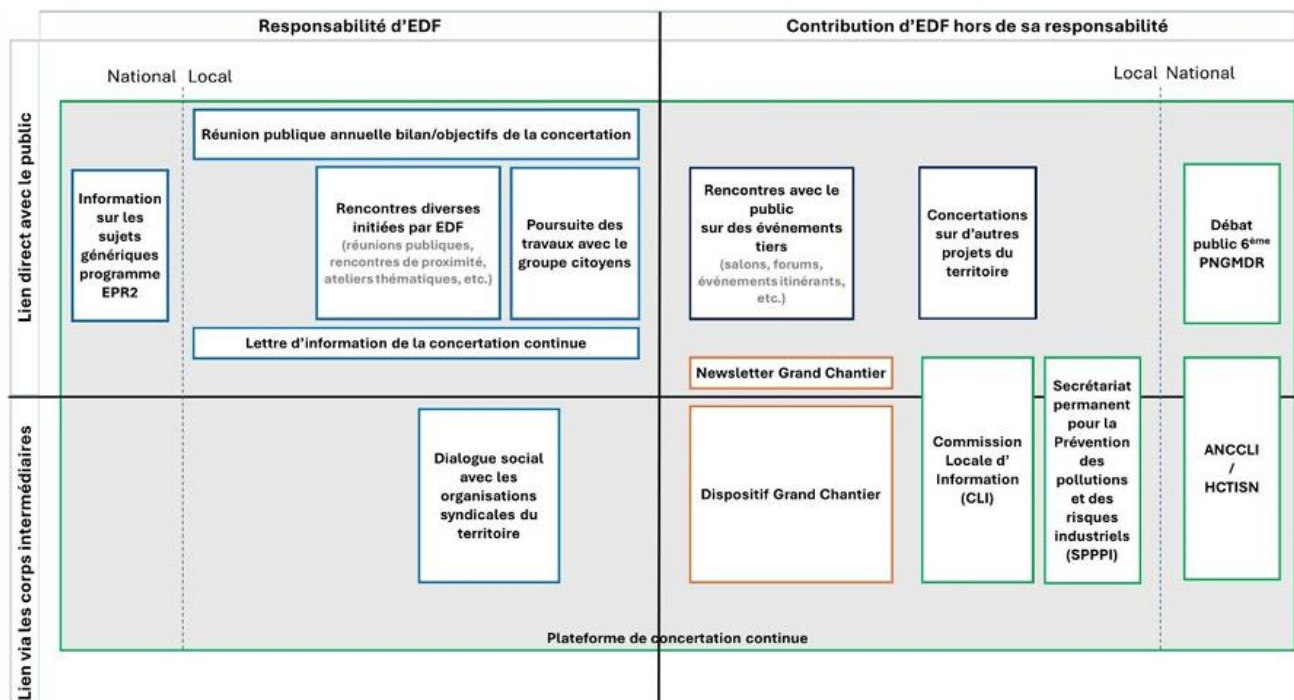 Responsabilité d'EDF
Contribution d'EDF hors de sa responsabilité
National
Local
Local
National
Lien direct avec le public
Réunion publique annuelle bilan/objectifs de la concertation
Information
sur les
sujets
génériques
programme
EPR2
Rencontres diverses
initiées par EDF
(réunions publiques,
rencontres de proximité,
ateliers thématiques, etc.)
Poursuite des
travaux avec le
groupe citoyens
Rencontres avec le
public
sur des événements
tiers
(salons, forums,
événements itinérants,
etc.)
Concertations
sur d'autres
projets du
territoire
Débat
public 6ème
PNGMDR
Lettre d'information de la concertation continue
Newsletter Grand Chantier
Lien via les corps intermédiaires
Dialogue social
avec les
organisations
syndicales du
territoire
Dispositif Grand Chantier
Commission
Locale d'
Information
(CLI)
Secrétariat
permanent
pour la
Prévention
des
pollutions
et des
risques
industriels
(SPPPI)
ANCCLI
/
HCTISN
Plateforme de concertation continue